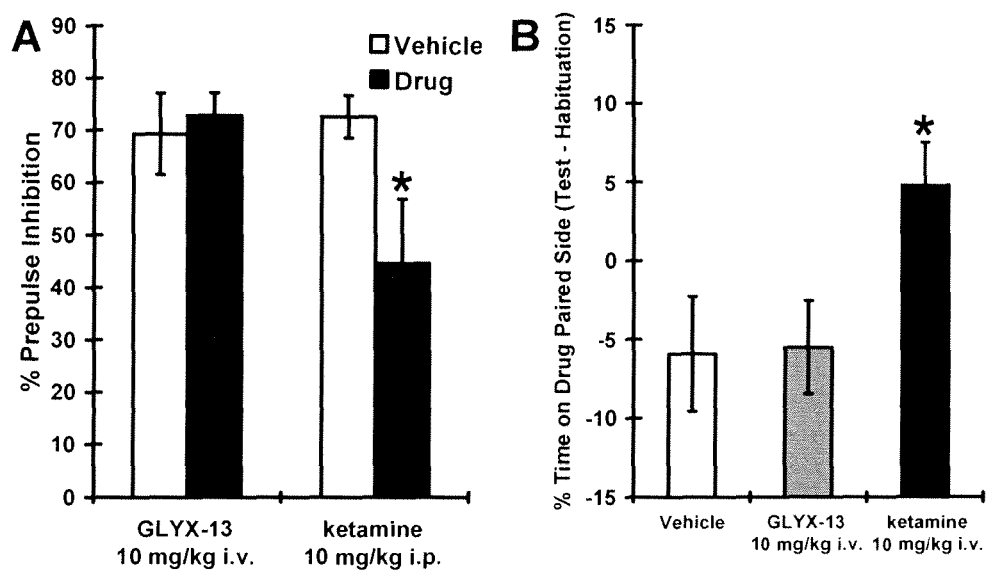 A
% Prepulse Inhibition
90
80
70
60
50
40
30
20
10
0
Vehicle
Drug
*
GLYX-13
10 mg/kg i.v.
ketamine
10 mg/kg i.p.
B
% Time on Drug Paired Side (Test - Habituation)
15
10
5
0
-5
-10
-15
*
Vehicle
GLYX-13
10 mg/kg i.v.
ketamine
10 mg/kg i.v.